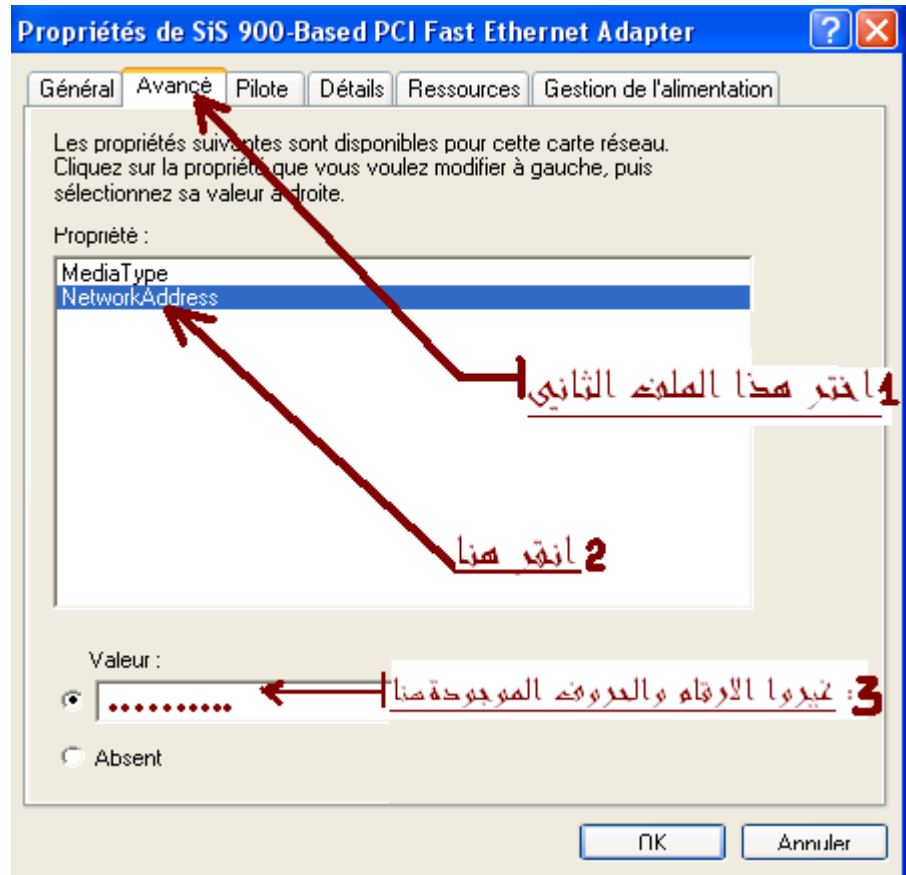 Propriétés de SiS 900-Based PCI Fast Ethernet Adapter
Général Avancé Pilote Détails Ressources Gestion de l'alimentation
Les propriétés suivantes sont disponibles pour cette carte réseau.
Cliquez sur la propriété que vous voulez modifier à gauche, puis
sélectionnez sa valeur à droite.
Propriété :
MediaType
NetworkAddress
1 اختر هذا الملف الثاني
2 انقر هنا
Valeur :
3: غيروا الارقام والحروف الموجودة هنا
••••••••••
Absent
OK Annuler